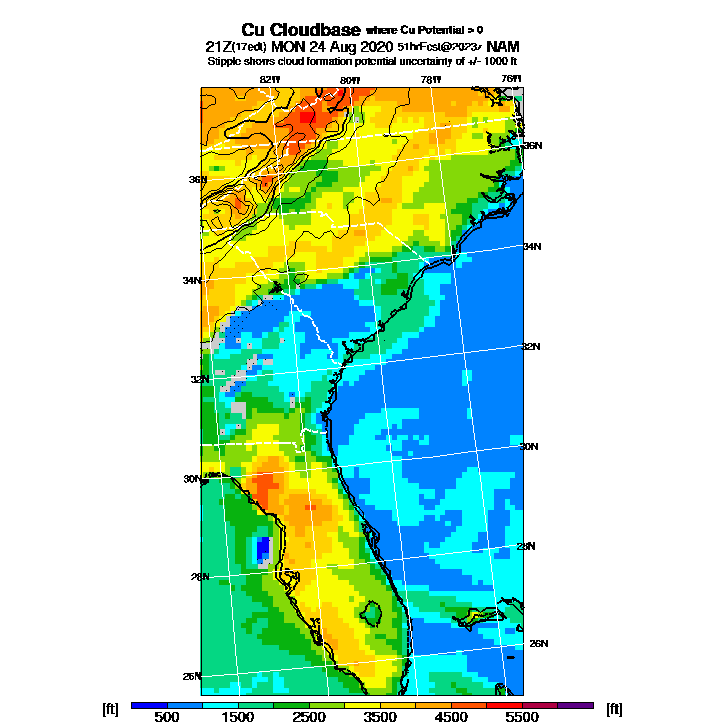 Cu Cloudbase where Cu Potential > 0
21Z(17edt) MON 24 Aug 2020 51hrFcst@2023z NAM
Stipple shows cloud formation potential uncertainty of +/- 1000 ft
82W 80W 78W 76W
36N
36N
34N
34N
32N
32N
30N
30N
28N
28N
26N
26N
[ft] 500 1500 2500 3500 4500 5500 [ft]